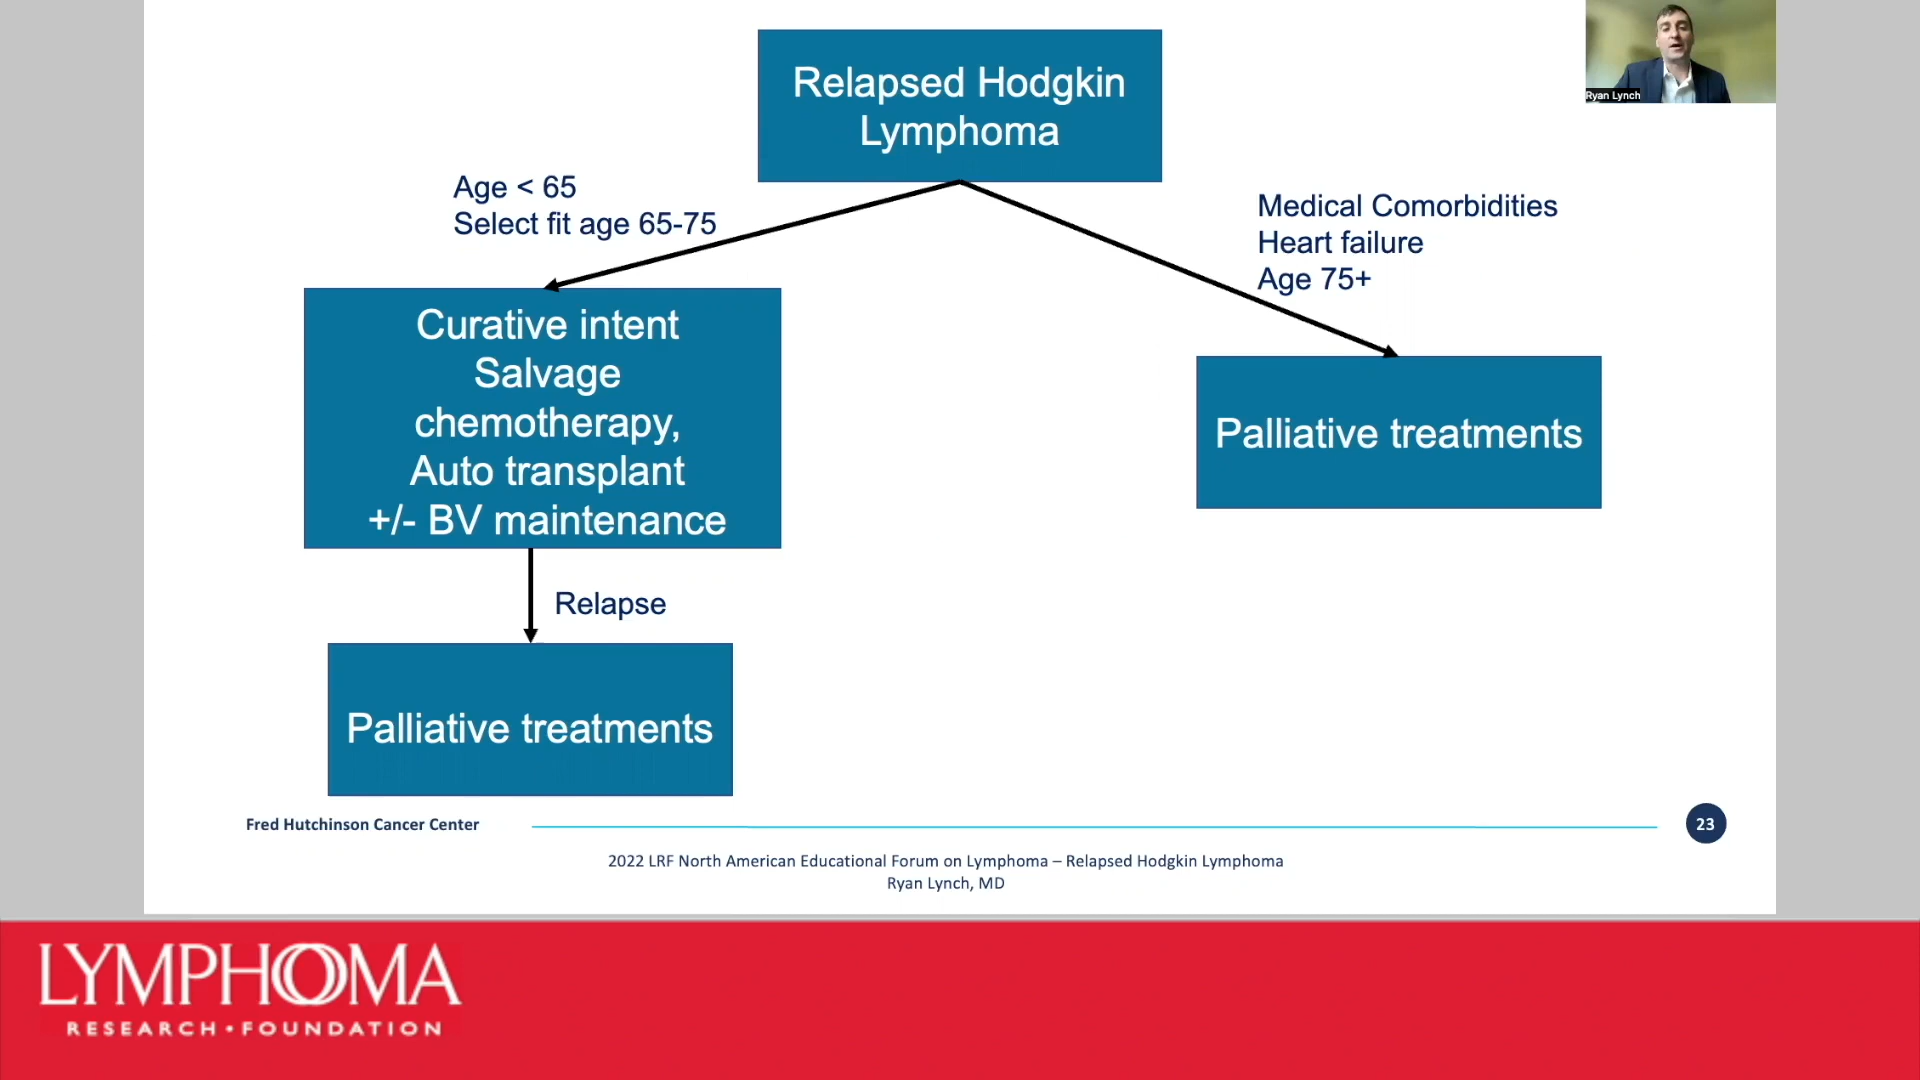 Relapsed Hodgkin
Lymphoma
Ryan Lynch
Age < 65
Select fit age 65-75
Medical Comorbidities
Heart failure
Age 75+
Curative intent
Salvage
chemotherapy,
Auto transplant
+/- BV maintenance
Palliative treatments
Relapse
Palliative treatments
Fred Hutchinson Cancer Center
23
2022 LRF North American Educational Forum on Lymphoma – Relapsed Hodgkin Lymphoma
Ryan Lynch, MD
LYMPHOMA
RESEARCH • FOUNDATION